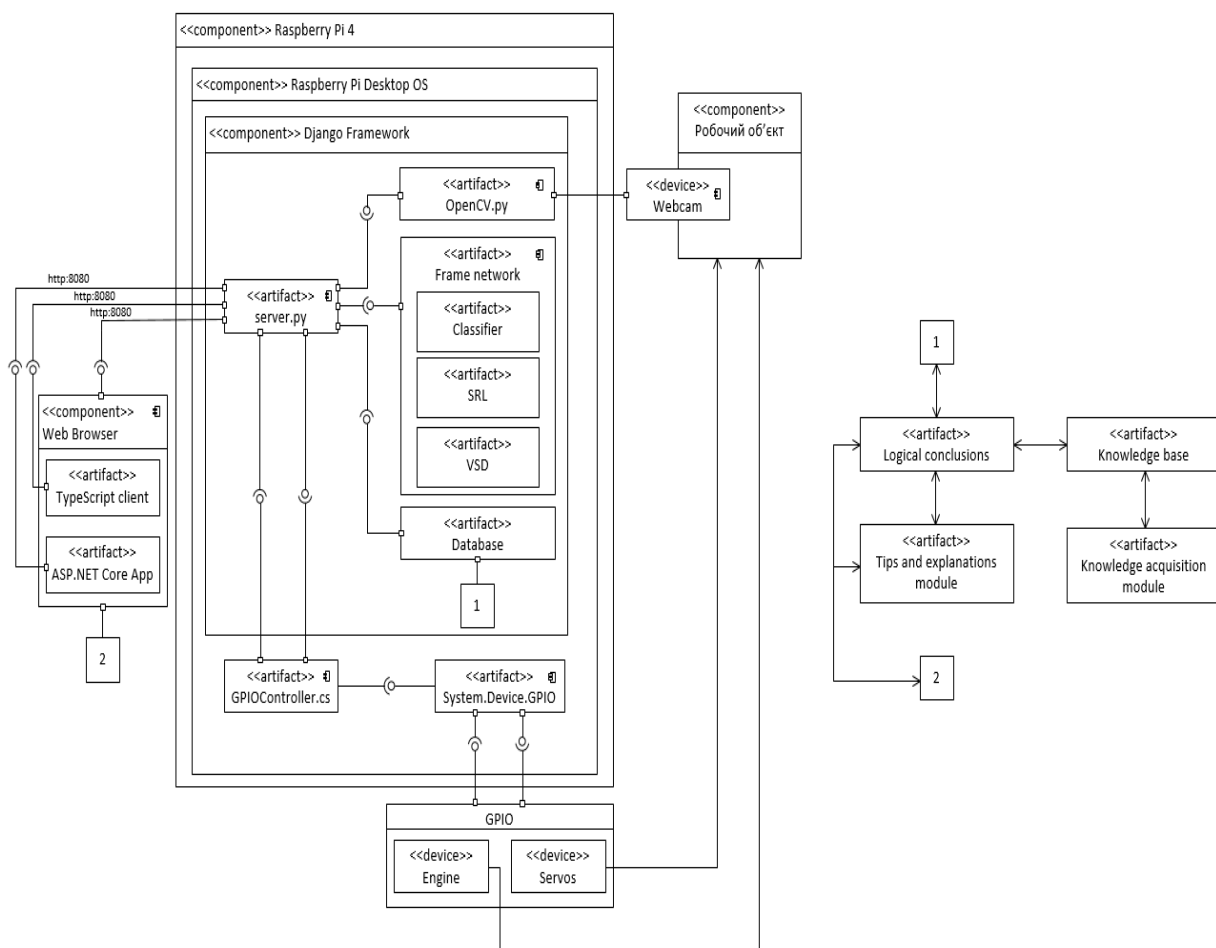 <<component>> Raspberry Pi 4
<<component>> Raspberry Pi Desktop OS
<<component>> Django Framework
<<component>>
Робочий об'єкт
<<artifact>>
OpenCV.py
<<device>>
Webcam
<<artifact>>
Frame network
http:8080
http:8080
http:8080
<<artifact>>
server.py
<<artifact>>
Classifier
<<artifact>>
SRL
<<artifact>>
VSD
<<component>>
Web Browser
<<artifact>>
TypeScript client
<<artifact>>
ASP.NET Core App
2
<<artifact>>
Database
1
<<artifact>>
GPIOController.cs
<<artifact>>
System.Device.GPIO
GPIO
<<device>>
Engine
<<device>>
Servos
1
<<artifact>>
Logical conclusions
<<artifact>>
Knowledge base
<<artifact>>
Tips and explanations
module
<<artifact>>
Knowledge acquisition
module
2